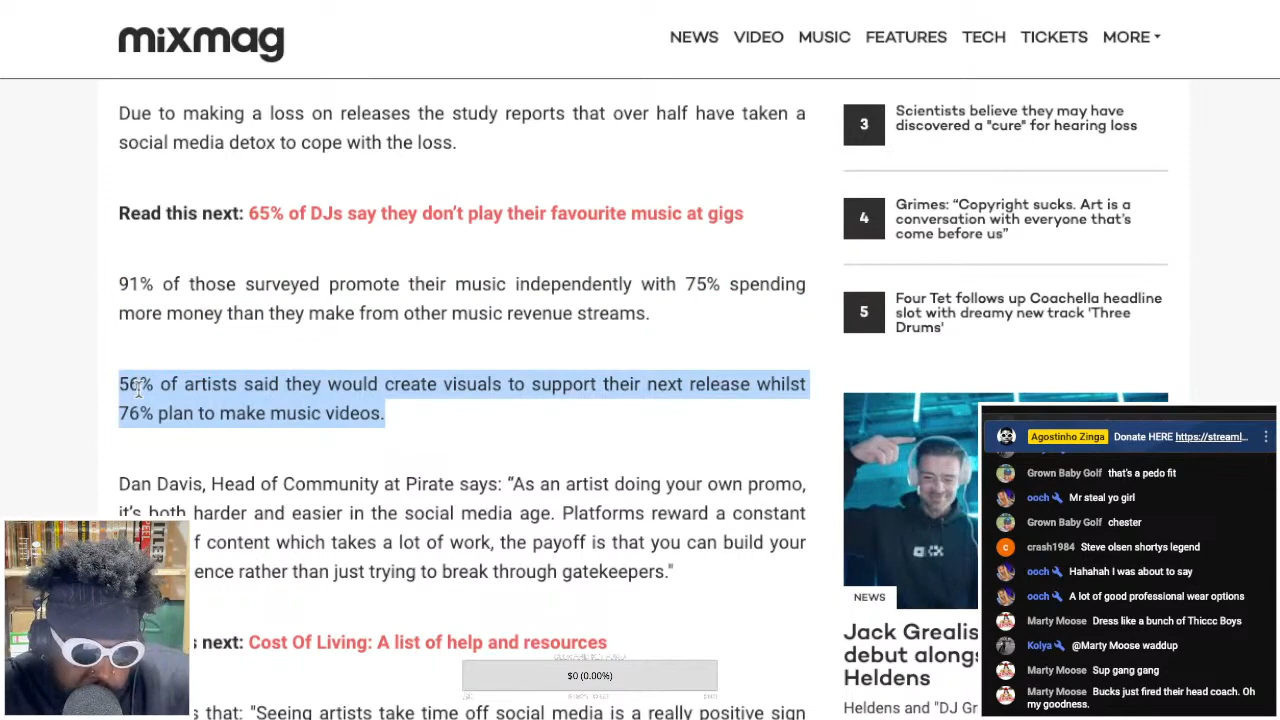 mixmag
NEWS VIDEO MUSIC FEATURES TECH TICKETS MORE
Due to making a loss on releases the study reports that over half have taken a
social media detox to cope with the loss.
Read this next: 65% of DJs say they don’t play their favourite music at gigs
91% of those surveyed promote their music independently with 75% spending
more money than they make from other music revenue streams.
56% of artists said they would create visuals to support their next release whilst
76% plan to make music videos.
Dan Davis, Head of Community at Pirate says: “As an artist doing your own promo,
it’s both harder and easier in the social media age. Platforms reward a constant
f content which takes a lot of work, the payoff is that you can build your
ence rather than just trying to break through gatekeepers."
next: Cost Of Living: A list of help and resources
s that: "Seeing artists take time off social media is a really positive sign
3
Scientists believe they may have
discovered a "cure" for hearing loss
4
Grimes: “Copyright sucks. Art is a
conversation with everyone that’s
come before us”
5
Four Tet follows up Coachella headline
slot with dreamy new track 'Three
Drums'
NEWS
Jack Grealis
debut alongs
Heldens
Heldens and "DJ Gr
$0 (0.00%)
Agostinho Zinga Donate HERE https://streaml...
Grown Baby Golf that's a pedo fit
ooch Mr steal yo girl
Grown Baby Golf chester
crash1984 Steve olsen shortys legend
ooch Hahahah I was about to say
ooch A lot of good professional wear options
Marty Moose Dress like a bunch of Thiccc Boys
Kolya @Marty Moose waddup
Marty Moose Sup gang gang
Marty Moose Bucks just fired their head coach. Oh
my goodness.